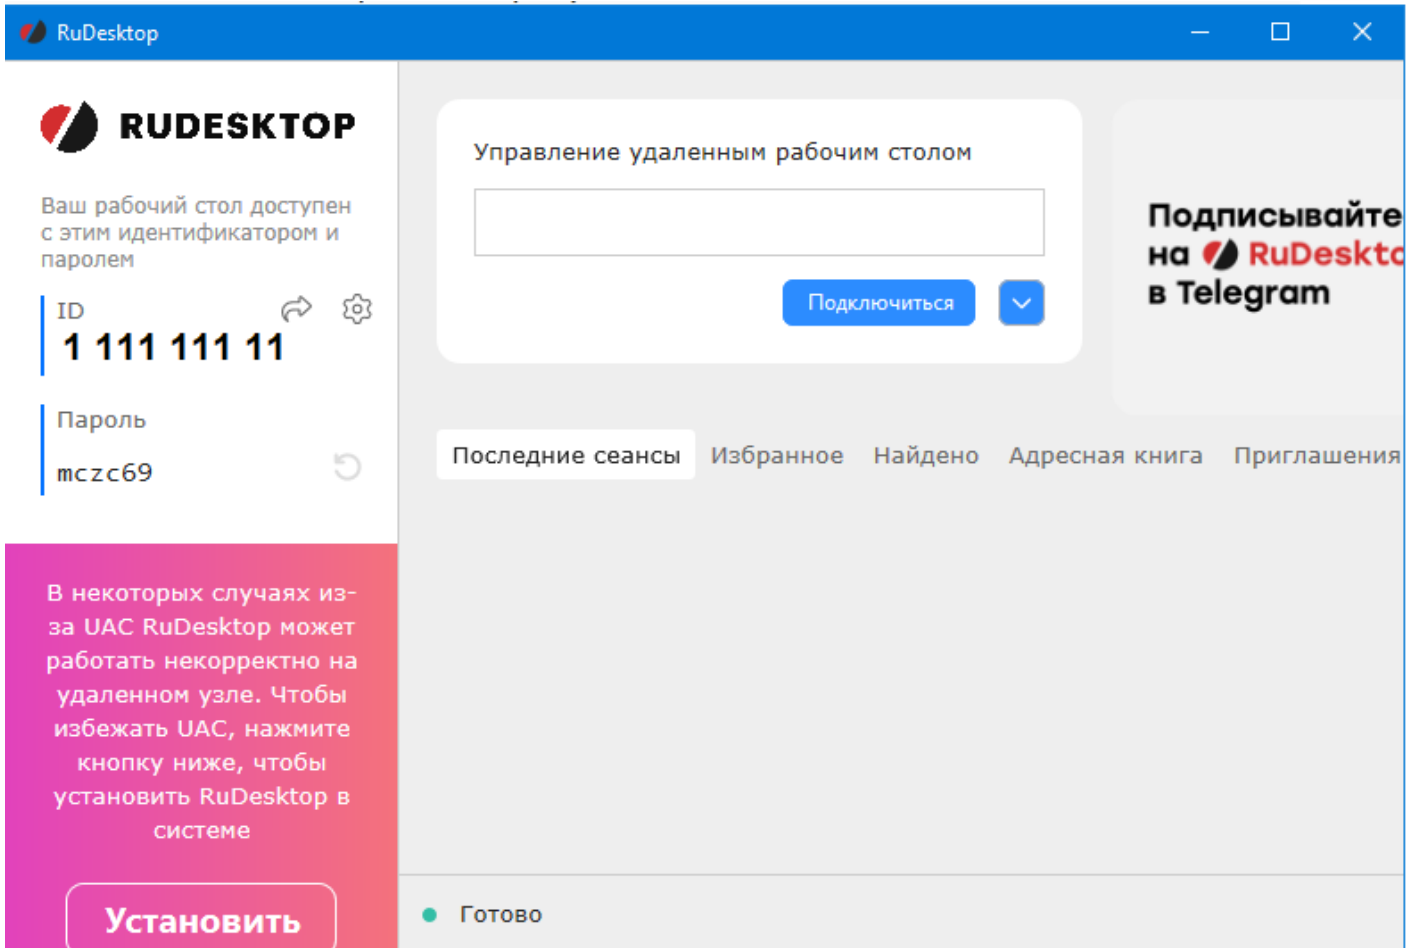 RuDesktop
RUDESKTOP
Ваш рабочий стол доступен
с этим идентификатором и
паролем
ID
1 111 111 11
Пароль
mczc69
В некоторых случаях из-
за UAC RuDesktop может
работать некорректно на
удаленном узле. Чтобы
избежать UAC, нажмите
кнопку ниже, чтобы
установить RuDesktop в
системе
Установить
Управление удаленным рабочим столом
Подключиться
Подписывайте
на RuDeskto
в Telegram
Последние сеансы Избранное Найдено Адресная книга Приглашения
Готово